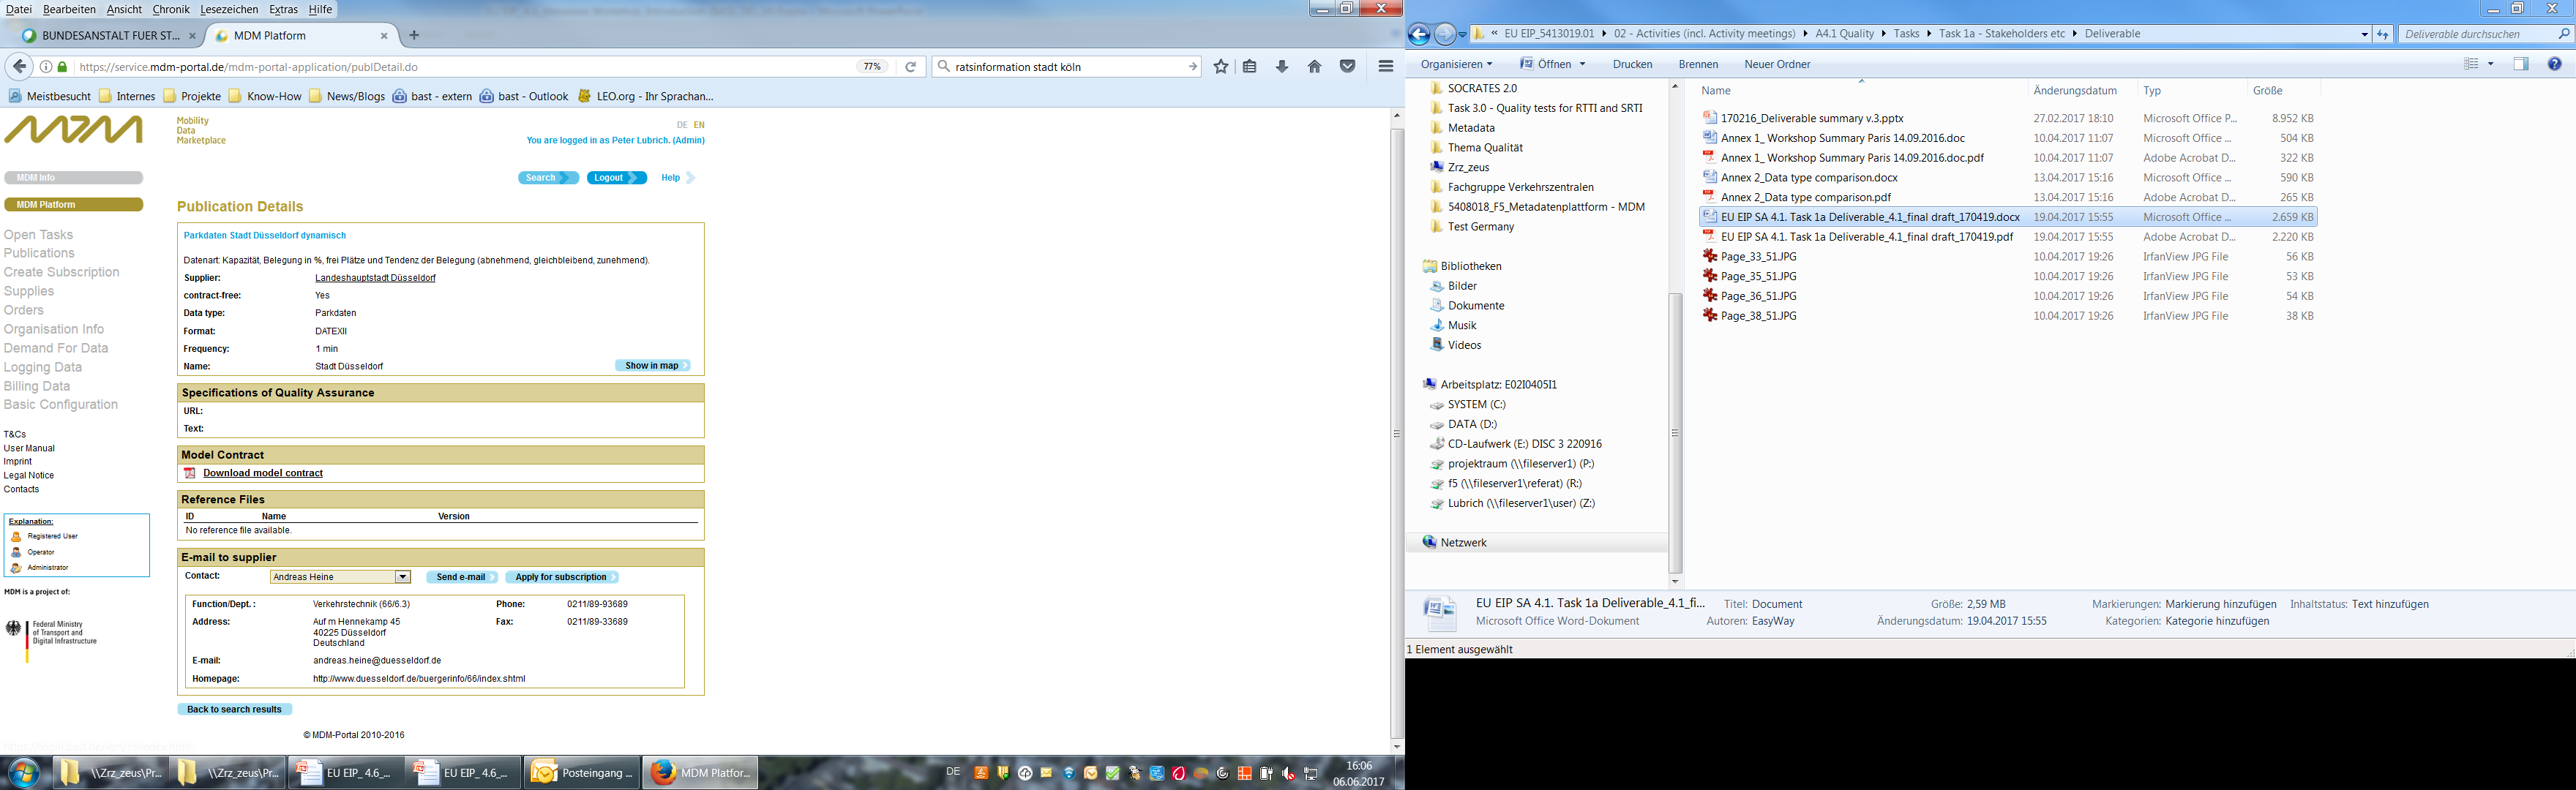 Datei Bearbeiten Ansicht Chronik Lesezeichen Extras Hilfe
BUNDESANSTALT FUER ST... MDM Platform
https://service.mdm-portal.de/mdm-portal-application/publDetail.do 77% ratsinformation stadt köln
Meistbesucht Internes Projekte Know-How News/Blogs bast - extern bast - Outlook LEO.org - Ihr Sprachan...
MDM
Mobility
Data
Marketplace
DE EN
You are logged in as Peter Lubrich. (Admin)
MDM Info
Search Logout Help
MDM Platform
Open Tasks
Publications
Create Subscription
Supplies
Orders
Organisation Info
Demand For Data
Logging Data
Billing Data
Basic Configuration
T&Cs
User Manual
Imprint
Legal Notice
Contacts
Explanation:
Registered User
Operator
Administrator
MDM is a project of:
Federal Ministry
of Transport and
Digital Infrastructure
Publication Details
Parkdaten Stadt Düsseldorf dynamisch
Datenart: Kapazität, Belegung in %, frei Plätze und Tendenz der Belegung (abnehmend, gleichbleibend, zunehmend).
Supplier: Landeshauptstadt Düsseldorf
contract-free: Yes
Data type: Parkdaten
Format: DATEXII
Frequency: 1 min
Name: Stadt Düsseldorf Show in map
Specifications of Quality Assurance
URL:
Text:
Model Contract
Download model contract
Reference Files
ID Name Version
No reference file available.
E-mail to supplier
Contact: Andreas Heine Send e-mail Apply for subscription
Function/Dept. : Verkehrstechnik (66/6.3) Phone: 0211/89-93689
Address: Auf m Hennekamp 45 Fax: 0211/89-33689
40225 Düsseldorf
Deutschland
E-mail: andreas.heine@duesseldorf.de
Homepage: http://www.duesseldorf.de/buergerinfo/66/index.shtml
Back to search results
© MDM-Portal 2010-2016
\\Zrz_zeus\Pr... \\Zrz_zeus\Pr... EU EIP_ 4.6_... EU EIP_ 4.6_... Posteingang ... MDM Platfor... DE 16:06
06.06.2017
« EU EIP_5413019.01 02 - Activities (incl. Activity meetings) A4.1 Quality Tasks Task 1a - Stakeholders etc Deliverable Deliverable durchsuchen
Organisieren Öffnen Drucken Brennen Neuer Ordner
SOCRATES 2.0
Task 3.0 - Quality tests for RTTI and SRTI
Metadata
Thema Qualität
Zrz_zeus
Fachgruppe Verkehrszentralen
5408018_F5_Metadatenplattform - MDM
Test Germany
Bibliotheken
Bilder
Dokumente
Musik
Videos
Arbeitsplatz: E02I0405I1
SYSTEM (C:)
DATA (D:)
CD-Laufwerk (E:) DISC 3 220916
projektraum (\\fileserver1) (P:)
f5 (\\fileserver1\referat) (R:)
Lubrich (\\fileserver1\user) (Z:)
Netzwerk
Name Änderungsdatum Typ Größe
170216_Deliverable summary v.3.pptx 27.02.2017 18:10 Microsoft Office P... 8.952 KB
Annex 1_ Workshop Summary Paris 14.09.2016.doc 10.04.2017 11:07 Microsoft Office ... 504 KB
Annex 1_ Workshop Summary Paris 14.09.2016.doc.pdf 10.04.2017 11:07 Adobe Acrobat D... 322 KB
Annex 2_Data type comparison.docx 13.04.2017 15:16 Microsoft Office ... 590 KB
Annex 2_Data type comparison.pdf 13.04.2017 15:16 Adobe Acrobat D... 265 KB
EU EIP SA 4.1. Task 1a Deliverable_4.1_final draft_170419.docx 19.04.2017 15:55 Microsoft Office ... 2.659 KB
EU EIP SA 4.1. Task 1a Deliverable_4.1_final draft_170419.pdf 19.04.2017 15:55 Adobe Acrobat D... 2.220 KB
Page_33_51.JPG 10.04.2017 19:26 IrfanView JPG File 56 KB
Page_35_51.JPG 10.04.2017 19:26 IrfanView JPG File 53 KB
Page_36_51.JPG 10.04.2017 19:26 IrfanView JPG File 54 KB
Page_38_51.JPG 10.04.2017 19:26 IrfanView JPG File 38 KB
EU EIP SA 4.1. Task 1a Deliverable_4.1_fi... Titel: Document Größe: 2,59 MB Markierungen: Markierung hinzufügen Inhaltstatus: Text hinzufügen
Microsoft Office Word-Dokument Autoren: EasyWay Änderungsdatum: 19.04.2017 15:55 Kategorien: Kategorie hinzufügen
1 Element ausgewählt